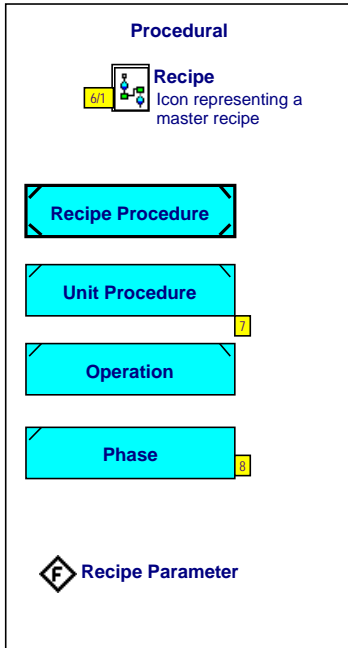 Procedural
Recipe
6/1
Icon representing a
master recipe
Recipe Procedure
Unit Procedure
7
Operation
Phase
8
F
Recipe Parameter